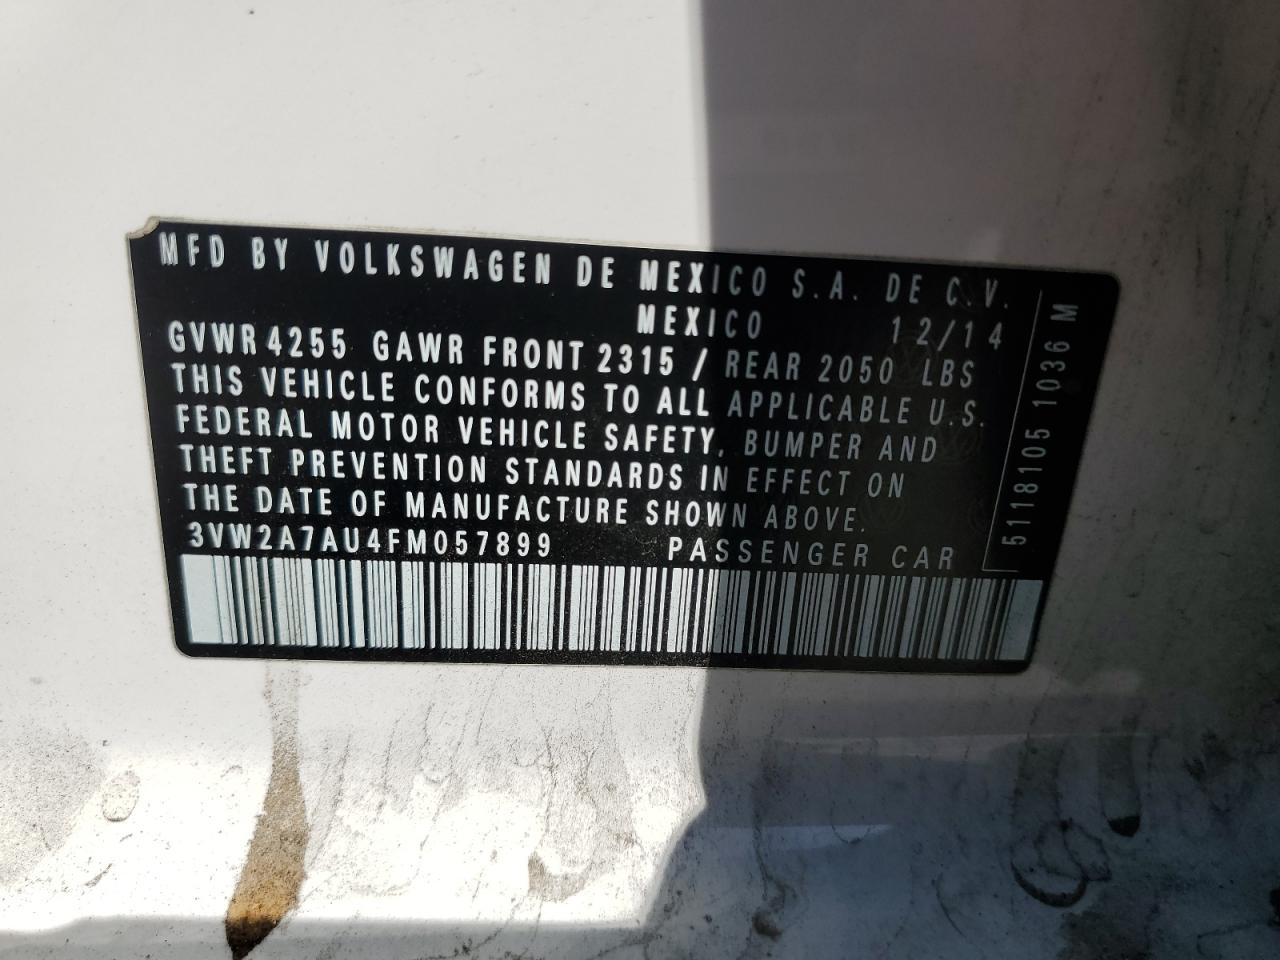 MFD BY VOLKSWAGEN DE MEXICO S.A. DE C.V.
MEXICO 12/14
GVWR 4255 GAWR FRONT 2315 / REAR 2050 LBS
THIS VEHICLE CONFORMS TO ALL APPLICABLE U.S.
FEDERAL MOTOR VEHICLE SAFETY, BUMPER AND
THEFT PREVENTION STANDARDS IN EFFECT ON
THE DATE OF MANUFACTURE SHOWN ABOVE.
3VW2A7AU4FM057899 PASSENGER CAR
5118105 1036 M